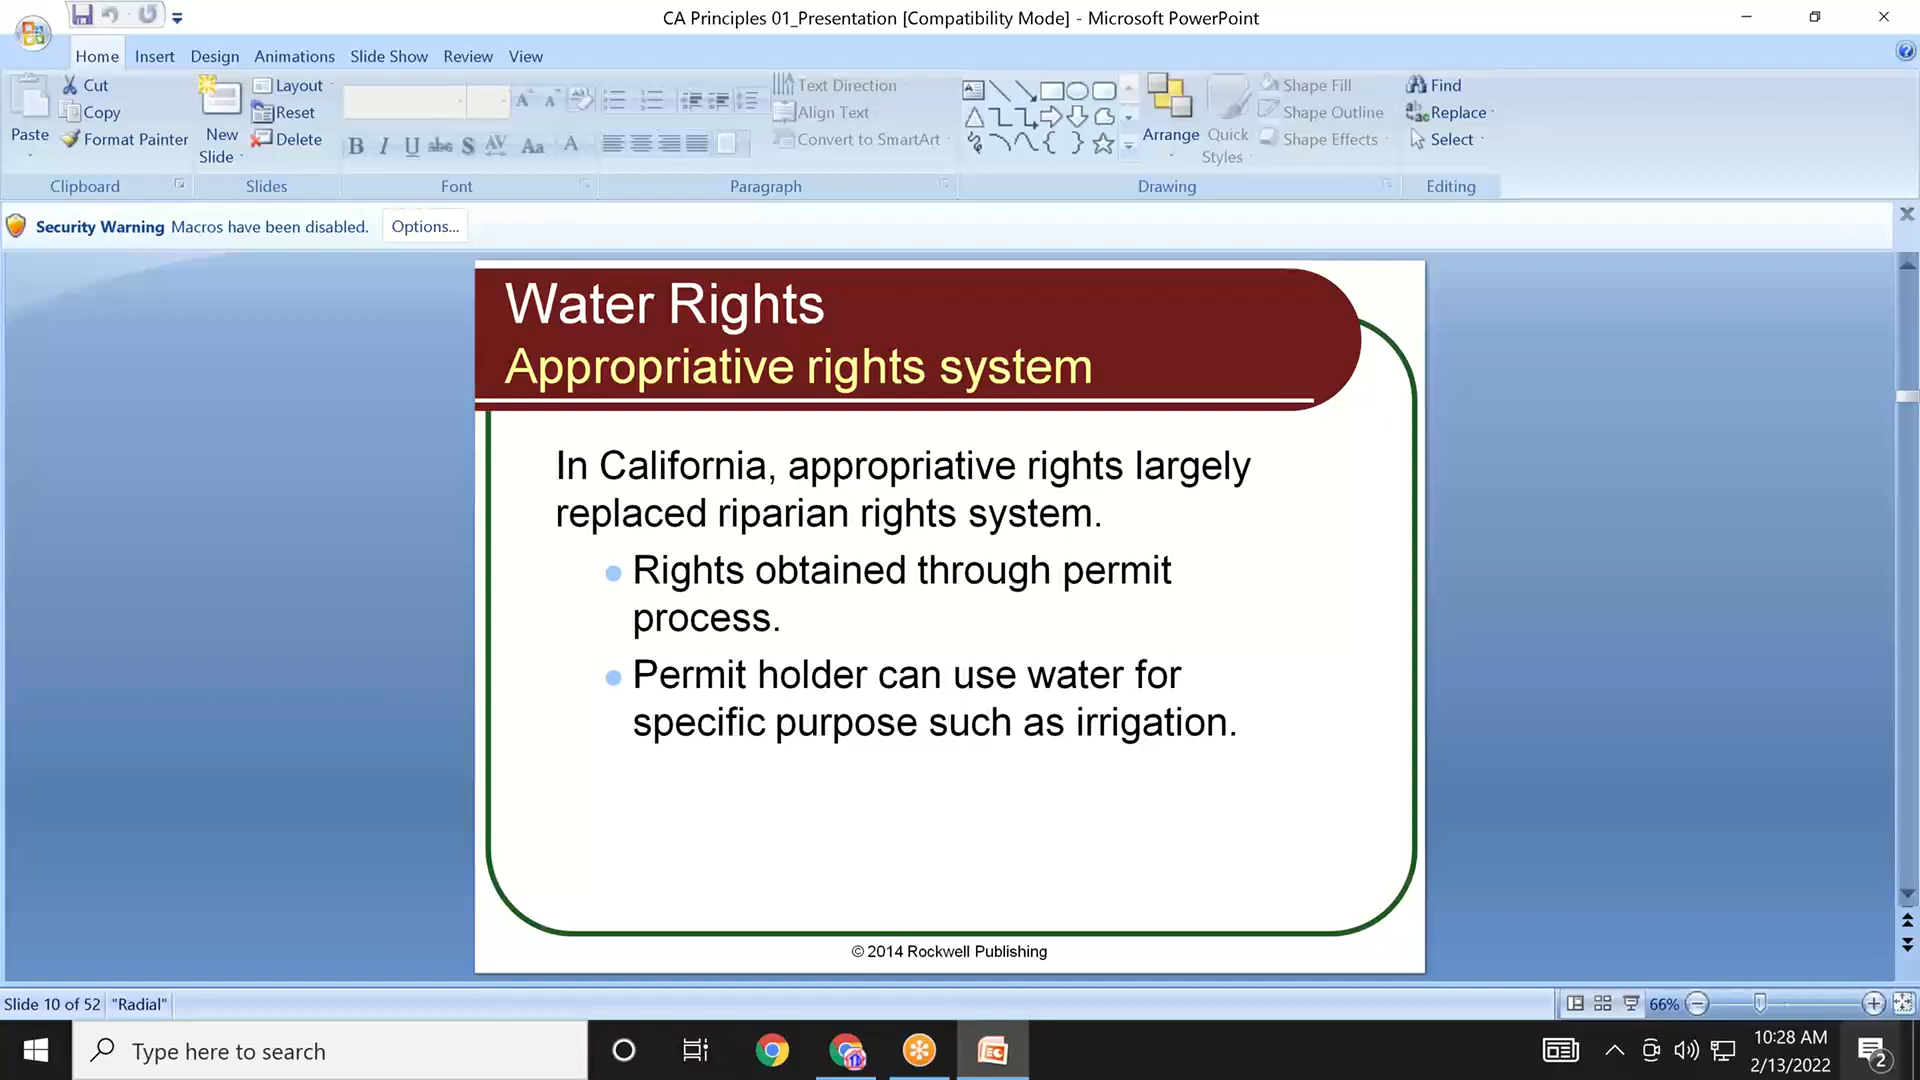 CA Principles 01_Presentation [Compatibility Mode] - Microsoft PowerPoint
Home Insert Design Animations Slide Show Review View
Cut
Copy
Format Painter
Paste
Clipboard
New
Slide
Layout
Reset
Delete
Slides
B I U abc S AV Aa A
Font
Text Direction
Align Text
Convert to SmartArt
Paragraph
Arrange
Quick
Styles
Shape Fill
Shape Outline
Shape Effects
Drawing
Find
Replace
Select
Editing
Security Warning Macros have been disabled. Options...
Water Rights
Appropriative rights system
In California, appropriative rights largely
replaced riparian rights system.
Rights obtained through permit
process.
Permit holder can use water for
specific purpose such as irrigation.
© 2014 Rockwell Publishing
Slide 10 of 52 "Radial" 66%
Type here to search
10:28 AM
2/13/2022
2